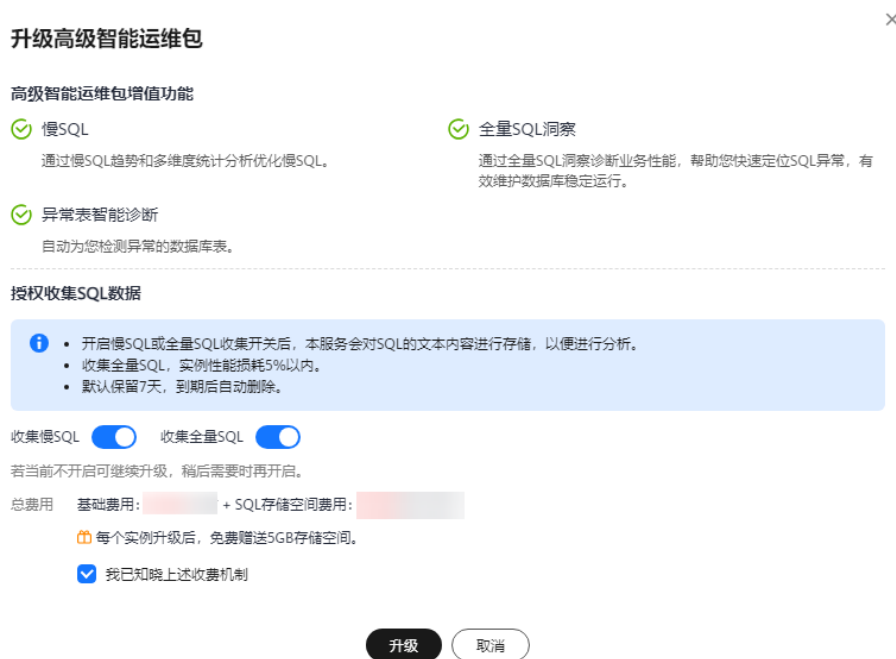 升级高级智能运维包
高级智能运维包增值功能
慢SQL
通过慢SQL趋势和多维度统计分析优化慢SQL。
全量SQL洞察
通过全量SQL洞察诊断业务性能，帮助您快速定位SQL异常，有
效维护数据库稳定运行。
异常表智能诊断
自动为您检测异常的数据库表。
授权收集SQL数据
• 开启慢SQL或全量SQL收集开关后，本服务会对SQL的文本内容进行存储，以便进行分析。
• 收集全量SQL，实例性能损耗5%以内。
• 默认保留7天，到期后自动删除。
收集慢SQL 收集全量SQL
若当前不开启可继续升级，稍后需要时再开启。
总费用 基础费用: + SQL存储空间费用:
每个实例升级后，免费赠送5GB存储空间。
我已知晓上述收费机制
升级 取消